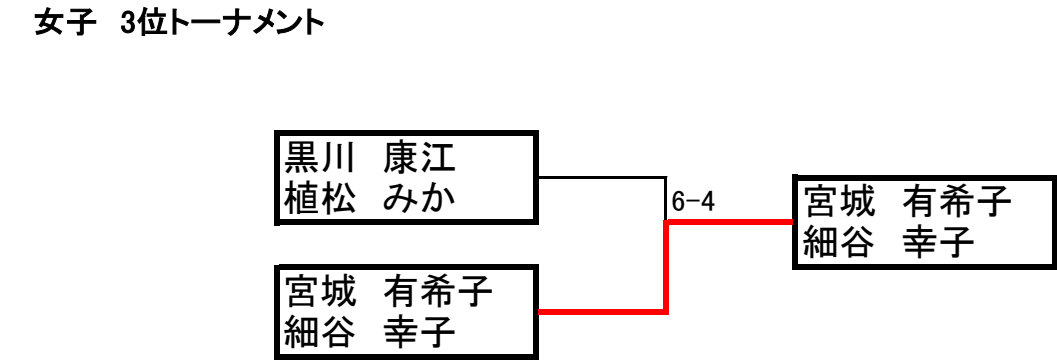 女子　3位トーナメント
黒川　康江
植松　みか
6-4
宮城　有希子
細谷　幸子
宮城　有希子
細谷　幸子